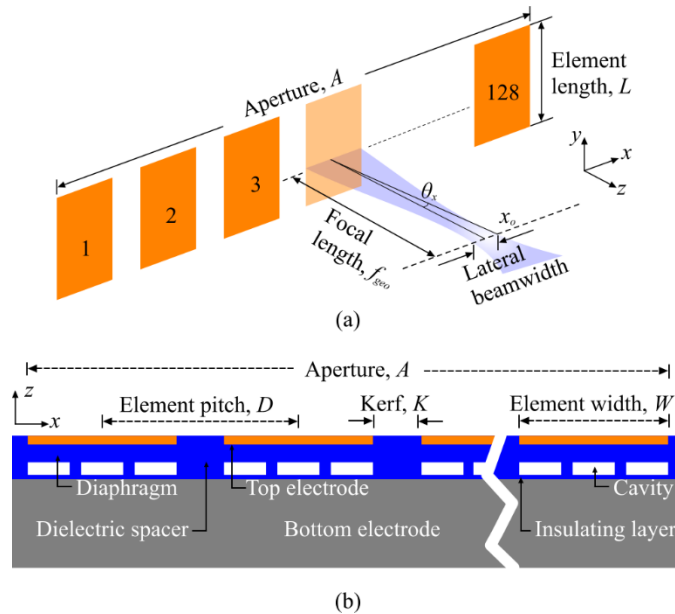 Aperture, A
128
Element
length, L
3
2
1
y
x
z
θx
xo
Focal
length, fgeo
Lateral
beamwidth
(a)
Aperture, A
z
x
Element pitch, D
Kerf, K
Element width, W
Diaphragm
Top electrode
Cavity
Dielectric spacer
Bottom electrode
Insulating layer
(b)